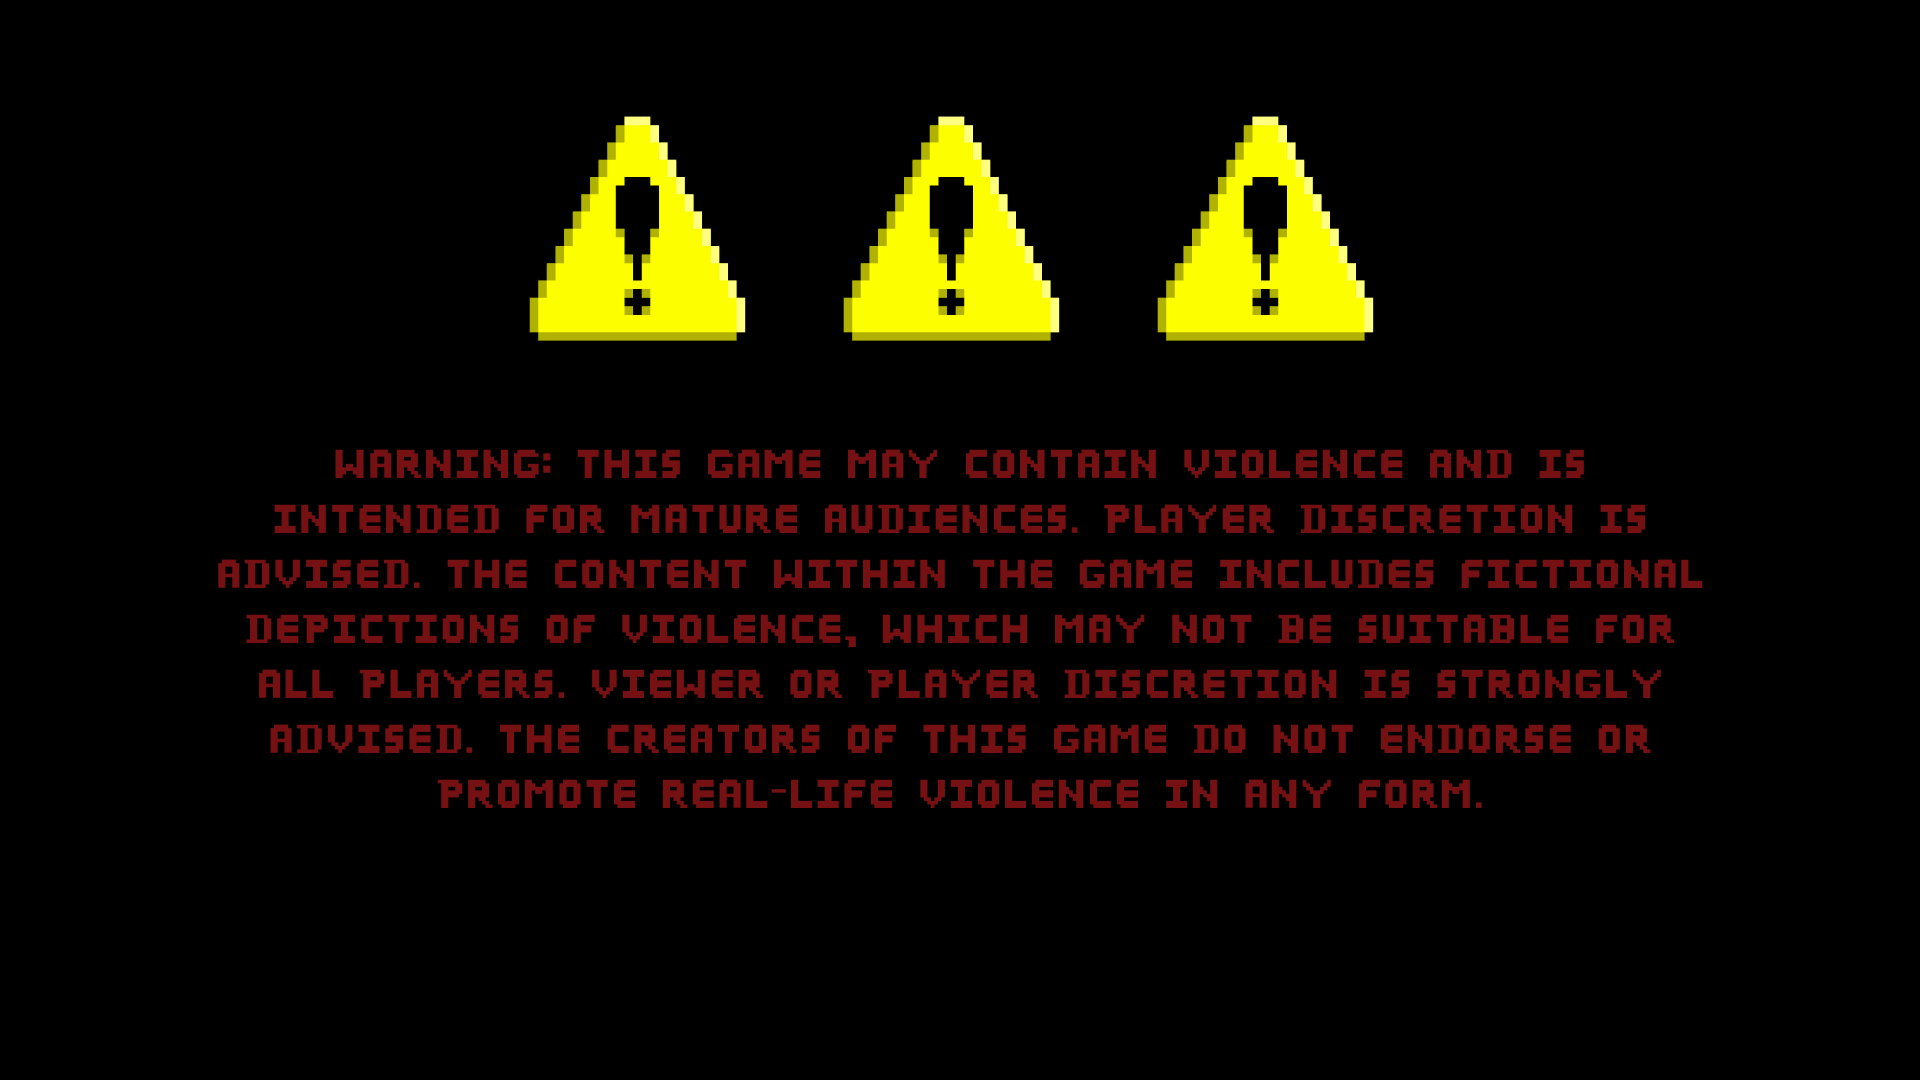 WARNING: THIS GAME MAY CONTAIN VIOLENCE AND IS
INTENDED FOR MATURE AUDIENCES. PLAYER DISCRETION IS
ADVISED. THE CONTENT WITHIN THE GAME INCLUDES FICTIONAL
DEPICTIONS OF VIOLENCE, WHICH MAY NOT BE SUITABLE FOR
ALL PLAYERS. VIEWER OR PLAYER DISCRETION IS STRONGLY
ADVISED. THE CREATORS OF THIS GAME DO NOT ENDORSE OR
PROMOTE REAL-LIFE VIOLENCE IN ANY FORM.